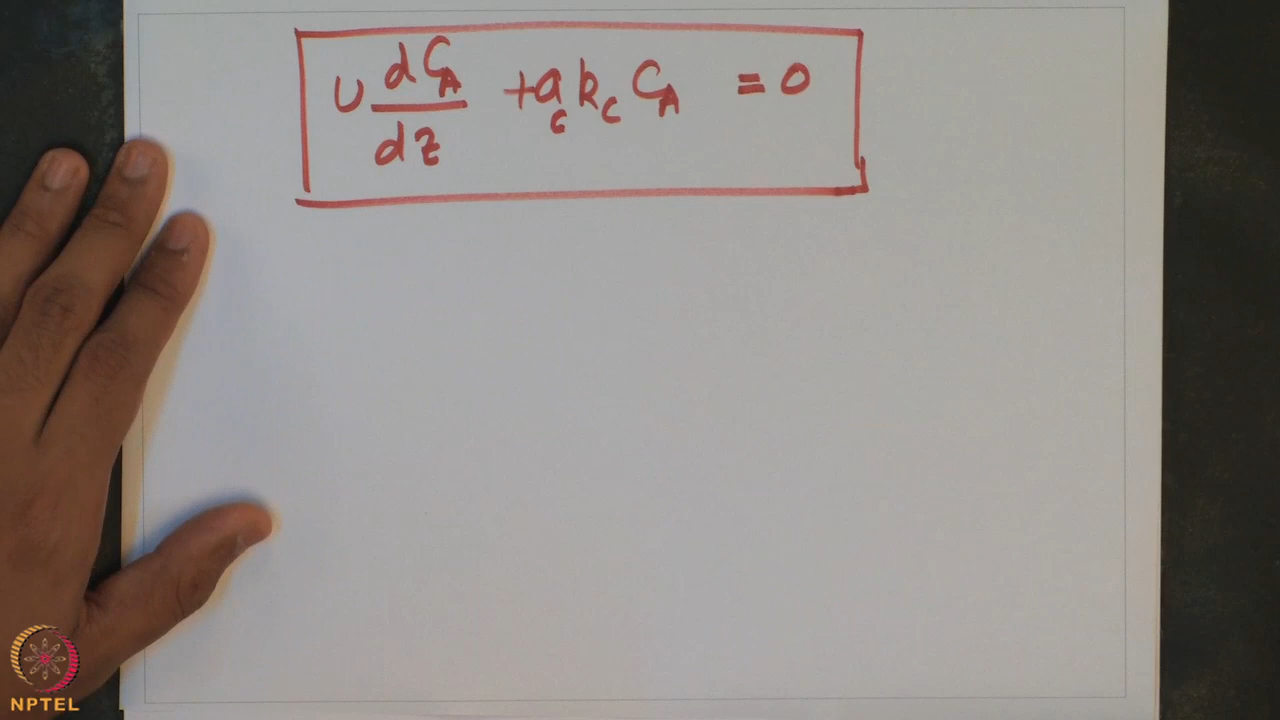 U dC_A/dz + a_c k_c C_A = 0
NPTEL